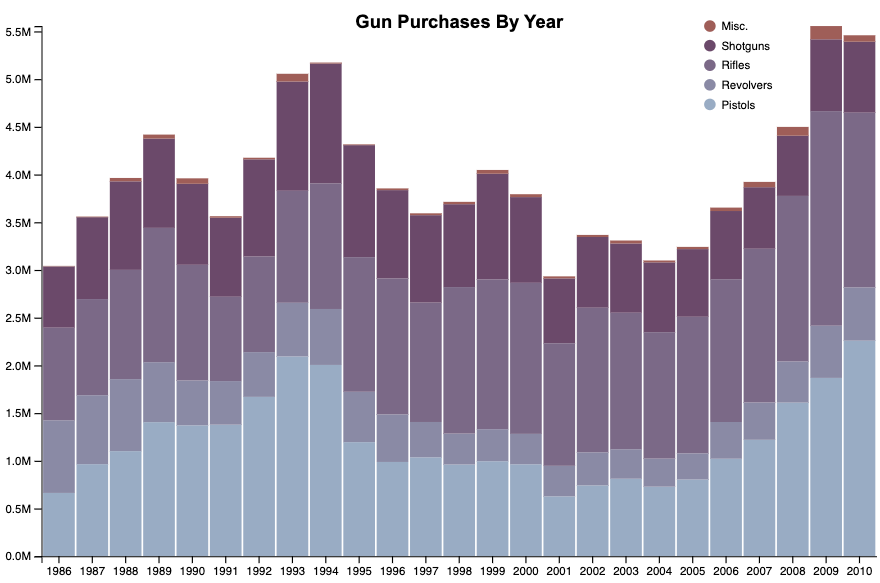 Gun Purchases By Year
Misc.
Shotguns
Rifles
Revolvers
Pistols
5.5M
5.0M
4.5M
4.0M
3.5M
3.0M
2.5M
2.0M
1.5M
1.0M
0.5M
0.0M
1986 1987 1988 1989 1990 1991 1992 1993 1994 1995 1996 1997 1998 1999 2000 2001 2002 2003 2004 2005 2006 2007 2008 2009 2010